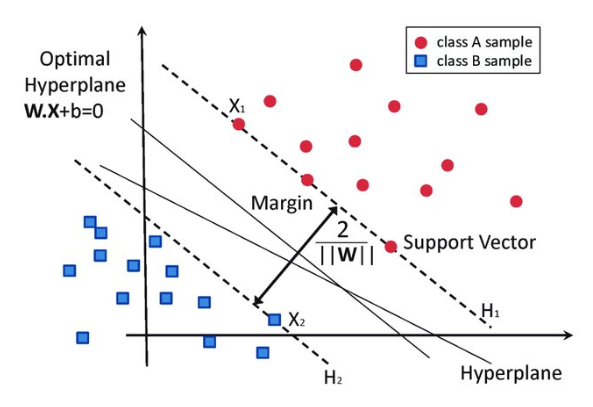 class A sample
class B sample
Optimal
Hyperplane
W.X+b=0
X1
Margin
2
||W||
Support Vector
X2
H1
Hyperplane
H2